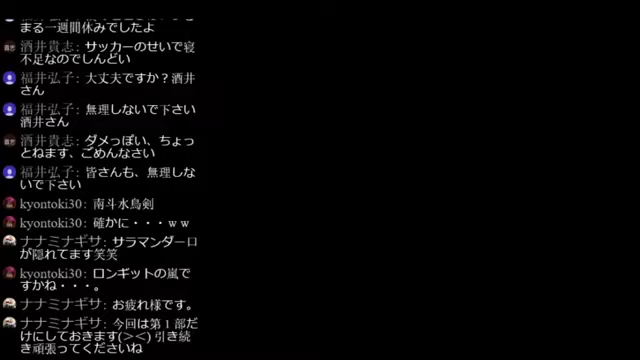 まる一週間休みでしたよ
酒井貴志: サッカーのせいで寝
不足なのでしんどい
福井弘子: 大丈夫ですか？酒井
さん
福井弘子: 無理しないで下さい
酒井さん
酒井貴志: ダメっぽい、ちょっ
とねます、ごめんなさい
福井弘子: 皆さんも、無理しな
いで下さい
kyontoki30: 南斗水鳥剣
kyontoki30: 確かに・・・ｗｗ
ナナミナギサ: サラマンダーロ
が隠れてます笑笑
kyontoki30: ロンギットの嵐で
すかね・・・。
ナナミナギサ: お疲れ様です。
ナナミナギサ: 今回は第１部だ
けにしておきます(＞＜) 引き続
き頑張ってくださいね